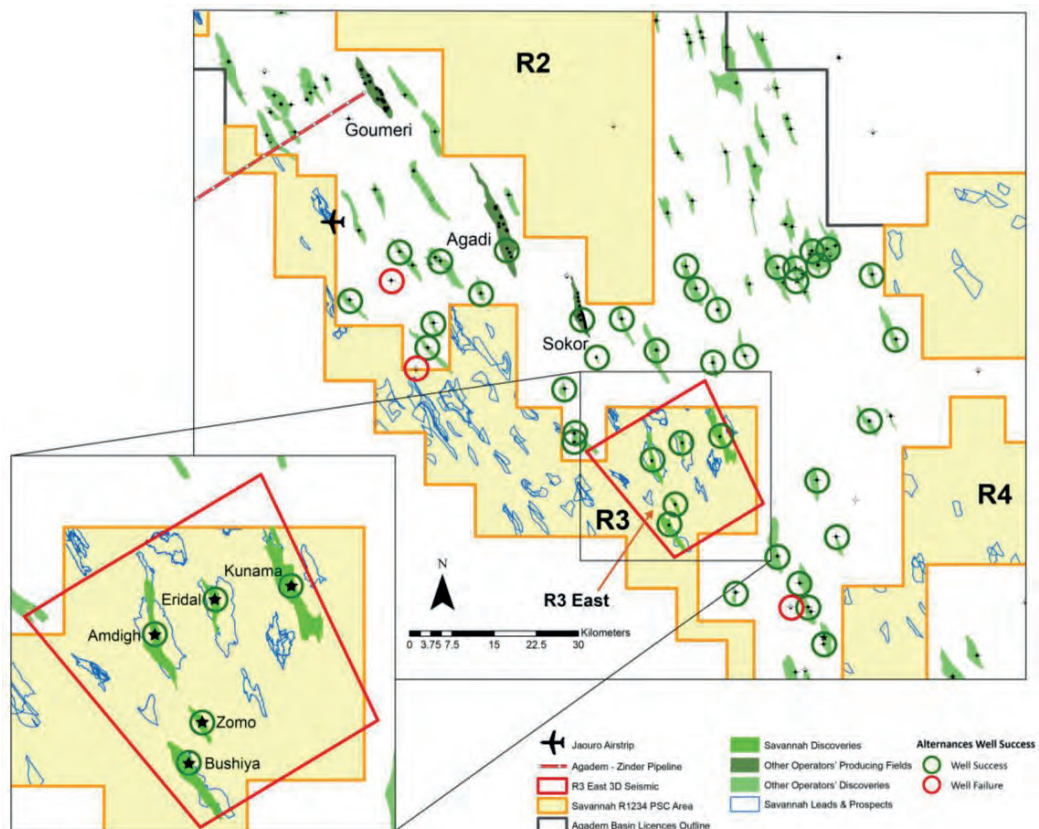 R2
Goumeri
Agadi
Sokor
R3
R4
N
R3 East
Kilometers
0 3.75 7.5 15 22.5 30
Kunama
Eridal
Amdigh
Zomo
Bushiya
Jaouro Airstrip
Agadem - Zinder Pipeline
R3 East 3D Seismic
Savannah R1234 PSC Area
Agadem Basin Licences Outline
Savannah Discoveries
Other Operators' Producing Fields
Other Operators' Discoveries
Savannah Leads & Prospects
Alternances Well Success
Well Success
Well Failure